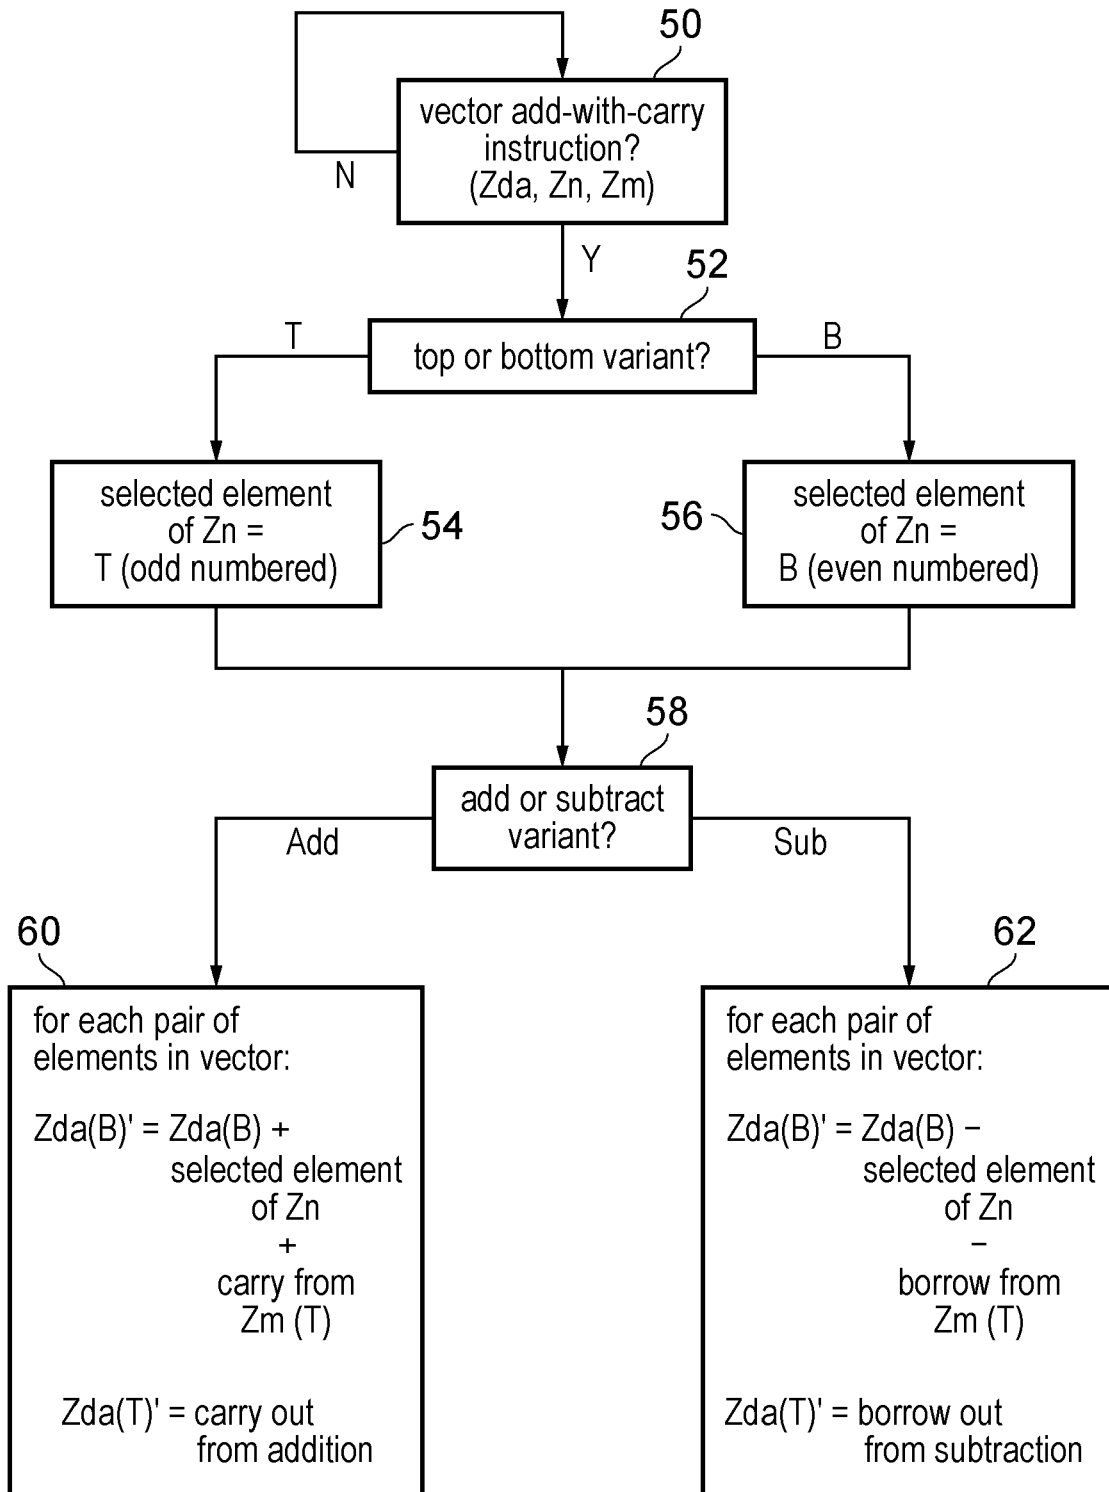 50
vector add-with-carry
instruction?
(Zda, Zn, Zm)
N
Y
52
top or bottom variant?
T
B
selected element
of Zn =
T (odd numbered)
54
56
selected element
of Zn =
B (even numbered)
58
add or subtract
variant?
Add
Sub
60
for each pair of
elements in vector:
Zda(B)' = Zda(B) +
selected element
of Zn
+
carry from
Zm (T)
Zda(T)' = carry out
from addition
62
for each pair of
elements in vector:
Zda(B)' = Zda(B) −
selected element
of Zn
−
borrow from
Zm (T)
Zda(T)' = borrow out
from subtraction